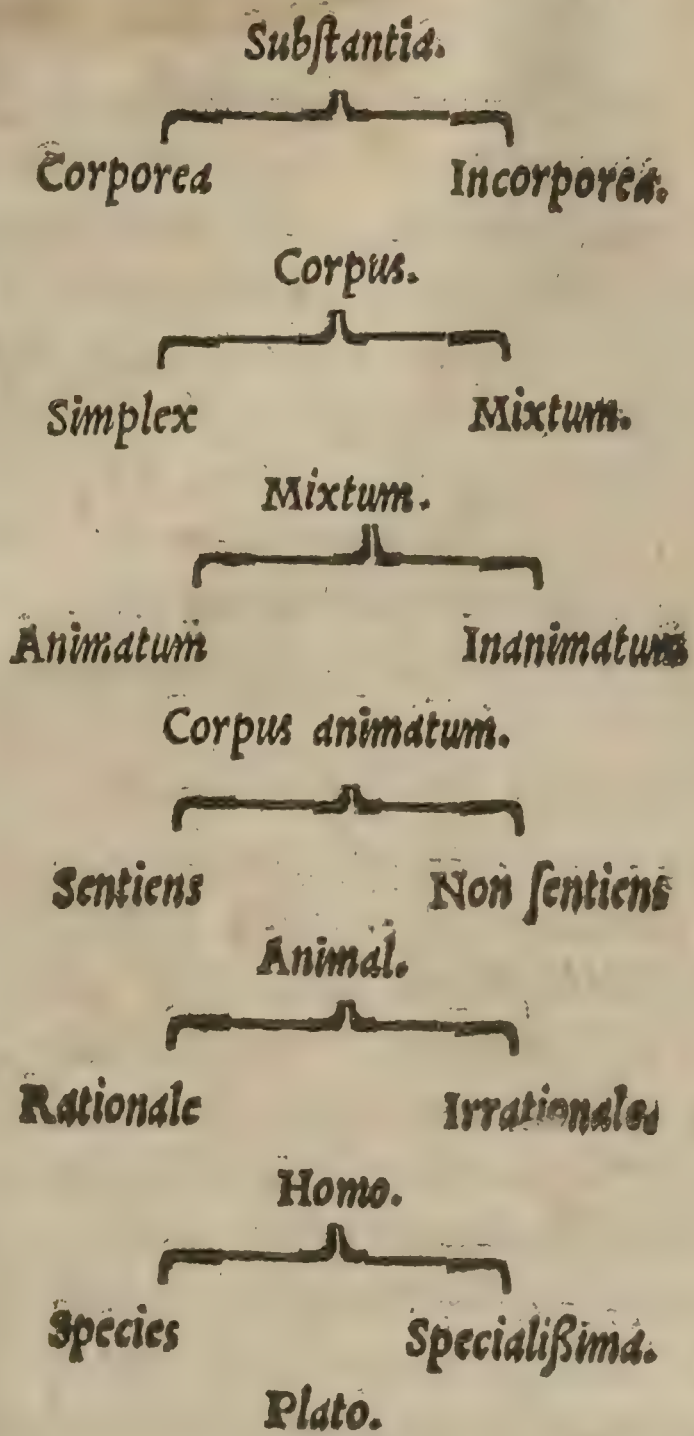 Subſtantia.
Corporea Incorporea.
Corpus.
Simplex Mixtum.
Mixtum.
Animatum Inanimatum
Corpus animatum.
Sentiens Non ſentiens
Animal.
Rationale Irrationale.
Homo.
Species Specialißima.
Plato.